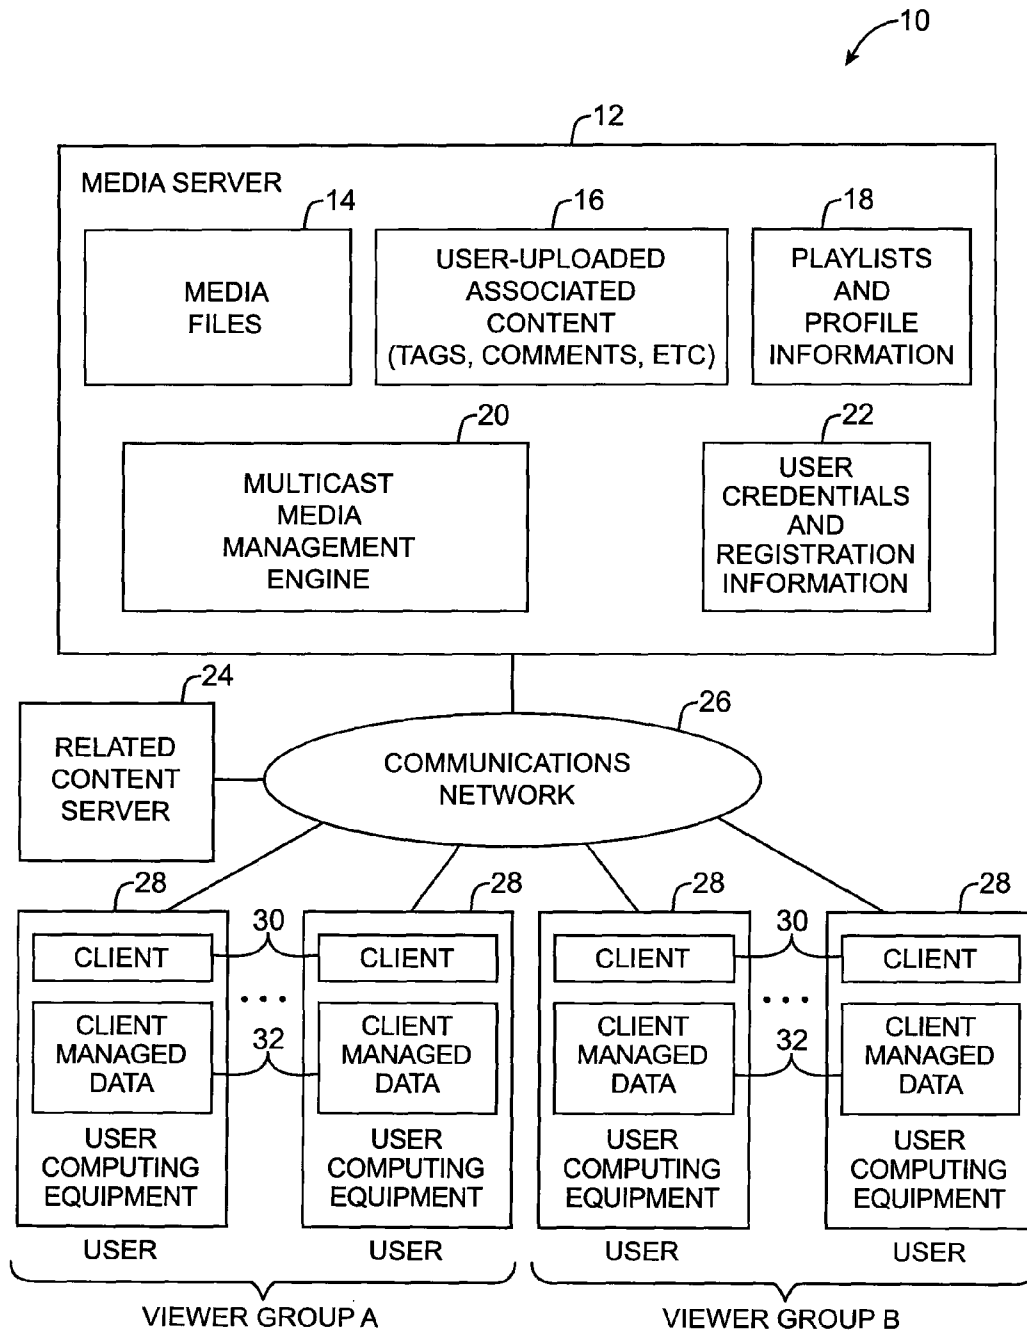 10
12
MEDIA SERVER
14
16
18
MEDIA
FILES
USER-UPLOADED
ASSOCIATED
CONTENT
(TAGS, COMMENTS, ETC)
PLAYLISTS
AND
PROFILE
INFORMATION
20
22
MULTICAST
MEDIA
MANAGEMENT
ENGINE
USER
CREDENTIALS
AND
REGISTRATION
INFORMATION
24
26
RELATED
CONTENT
SERVER
COMMUNICATIONS
NETWORK
28
28
28
28
CLIENT
30
CLIENT
CLIENT
30
CLIENT
...
...
CLIENT
MANAGED
DATA
32
CLIENT
MANAGED
DATA
CLIENT
MANAGED
DATA
32
CLIENT
MANAGED
DATA
USER
COMPUTING
EQUIPMENT
USER
COMPUTING
EQUIPMENT
USER
COMPUTING
EQUIPMENT
USER
COMPUTING
EQUIPMENT
USER
USER
USER
USER
VIEWER GROUP A
VIEWER GROUP B